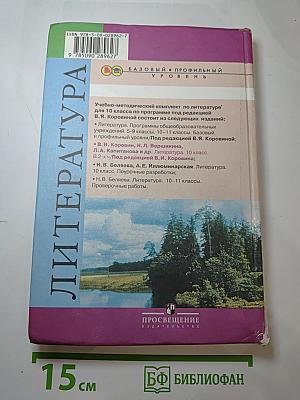 ISBN 978-5-09-028962-7
9785090289627
БАЗОВЫЙ • ПРОФИЛЬНЫЙ
УРОВЕНЬ
ЛИТЕРАТУРА
Учебно-методический комплект по литературе
для 10 класса по программе под редакцией
В.Я. Коровиной состоит из следующих изданий:
• Литература. Программы общеобразовательных
учреждений. 5-9 классы, 10–11 классы. Базовый
и профильный уровни/Под редакцией В.Я. Коровиной;
• В.И. Коровин, Н.Л. Вершинина,
Л.А. Капитанова и др. Литература. 10 класс.
В 2-х ч./Под редакцией В.И. Коровина;
• Н.В. Беляева, А.Е. Иллюминарская. Литература.
10 класс. Поурочные разработки;
• Н.В. Беляева. Литература. 10–11 классы.
Проверочные работы.
ПРОСВЕЩЕНИЕ
ИЗДАТЕЛЬСТВО
15 см
БФ БИБЛИОФАН